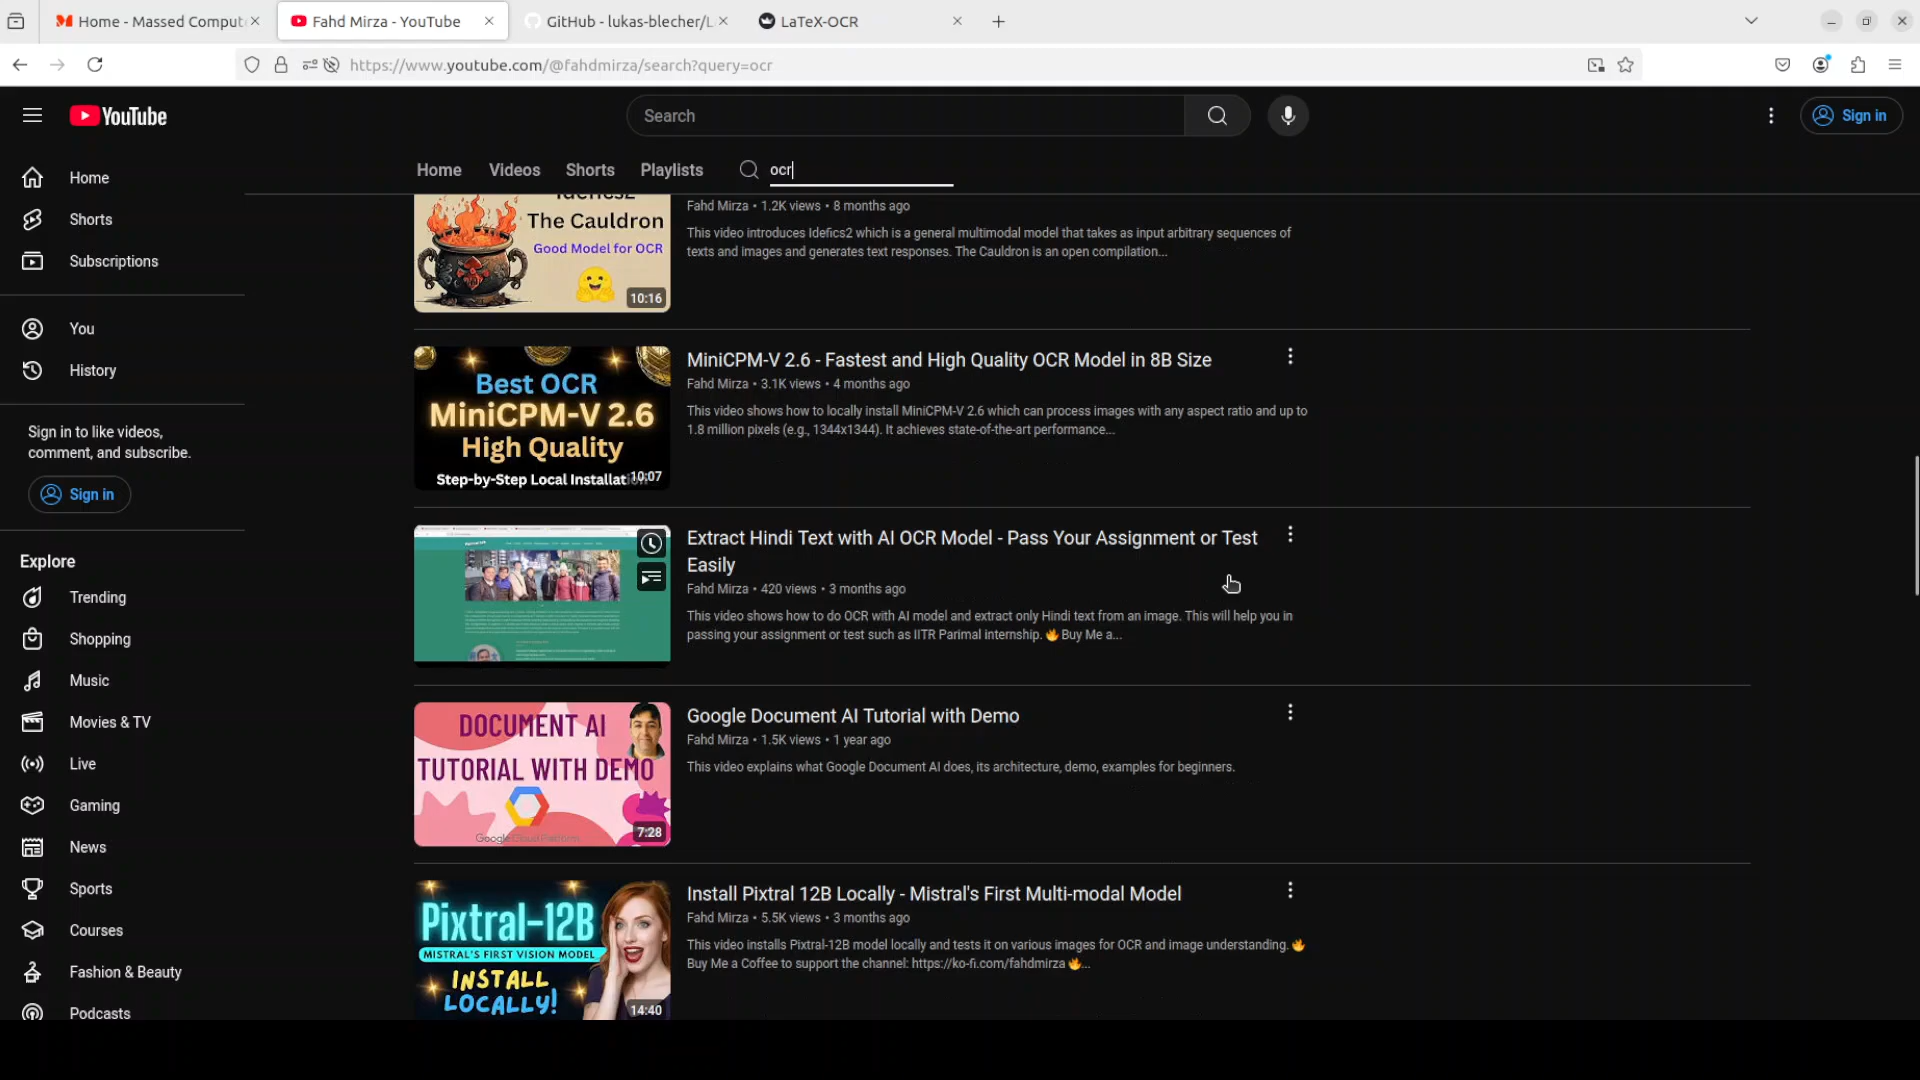 Home - Massed Comput
Fahd Mirza - YouTube
GitHub - lukas-blecher/L
LaTeX-OCR
https://www.youtube.com/@fahdmirza/search?query=ocr
YouTube
Search
Sign in
Home
Videos
Shorts
Playlists
ocr
Home
Shorts
Subscriptions
You
History
Sign in to like videos,
comment, and subscribe.
Sign in
Explore
Trending
Shopping
Music
Movies & TV
Live
Gaming
News
Sports
Courses
Fashion & Beauty
Podcasts
Idefics2
The Cauldron
Good Model for OCR
10:16
Fahd Mirza • 1.2K views • 8 months ago
This video introduces Idefics2 which is a general multimodal model that takes as input arbitrary sequences of
texts and images and generates text responses. The Cauldron is an open compilation...
Best OCR
MiniCPM-V 2.6
High Quality
Step-by-Step Local Installat
10:07
MiniCPM-V 2.6 - Fastest and High Quality OCR Model in 8B Size
Fahd Mirza • 3.1K views • 4 months ago
This video shows how to locally install MiniCPM-V 2.6 which can process images with any aspect ratio and up to
1.8 million pixels (e.g., 1344x1344). It achieves state-of-the-art performance...
Extract Hindi Text with AI OCR Model - Pass Your Assignment or Test
Easily
Fahd Mirza • 420 views • 3 months ago
This video shows how to do OCR with AI model and extract only Hindi text from an image. This will help you in
passing your assignment or test such as IITR Parimal internship. 🔥 Buy Me a...
DOCUMENT AI
TUTORIAL WITH DEMO
Google Cloud Platform
7:28
Google Document AI Tutorial with Demo
Fahd Mirza • 1.5K views • 1 year ago
This video explains what Google Document AI does, its architecture, demo, examples for beginners.
Pixtral-12B
MISTRAL'S FIRST VISION MODEL
INSTALL
LOCALLY!
14:40
Install Pixtral 12B Locally - Mistral's First Multi-modal Model
Fahd Mirza • 5.5K views • 3 months ago
This video installs Pixtral-12B model locally and tests it on various images for OCR and image understanding. 🔥
Buy Me a Coffee to support the channel: https://ko-fi.com/fahdmirza 🔥...